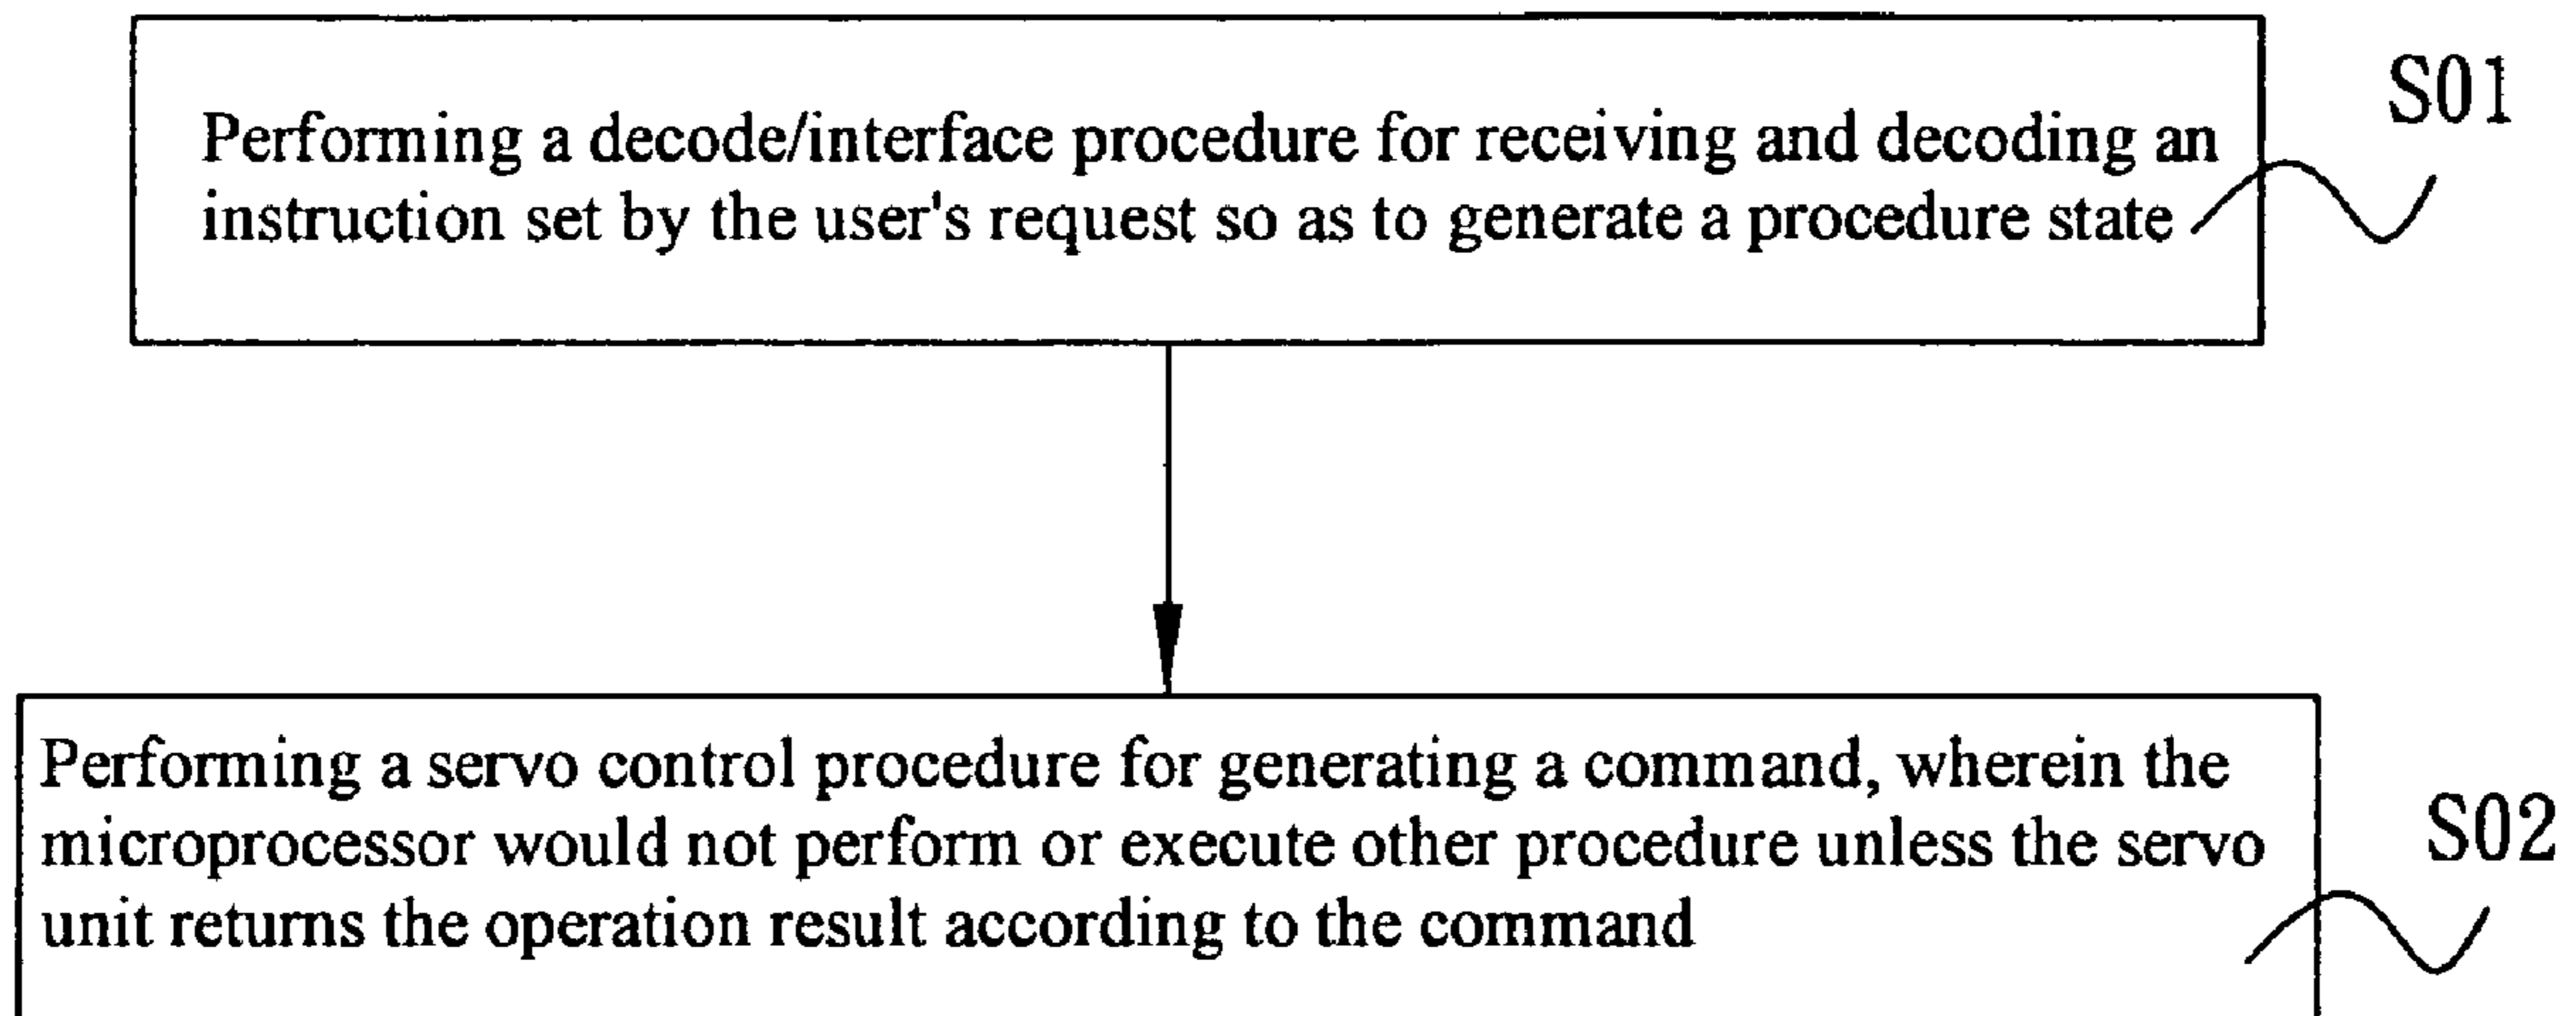 S01
Performing a decode/interface procedure for receiving and decoding an
instruction set by the user's request so as to generate a procedure state
Performing a servo control procedure for generating a command, wherein the
microprocessor would not perform or execute other procedure unless the servo
unit returns the operation result according to the command
S02